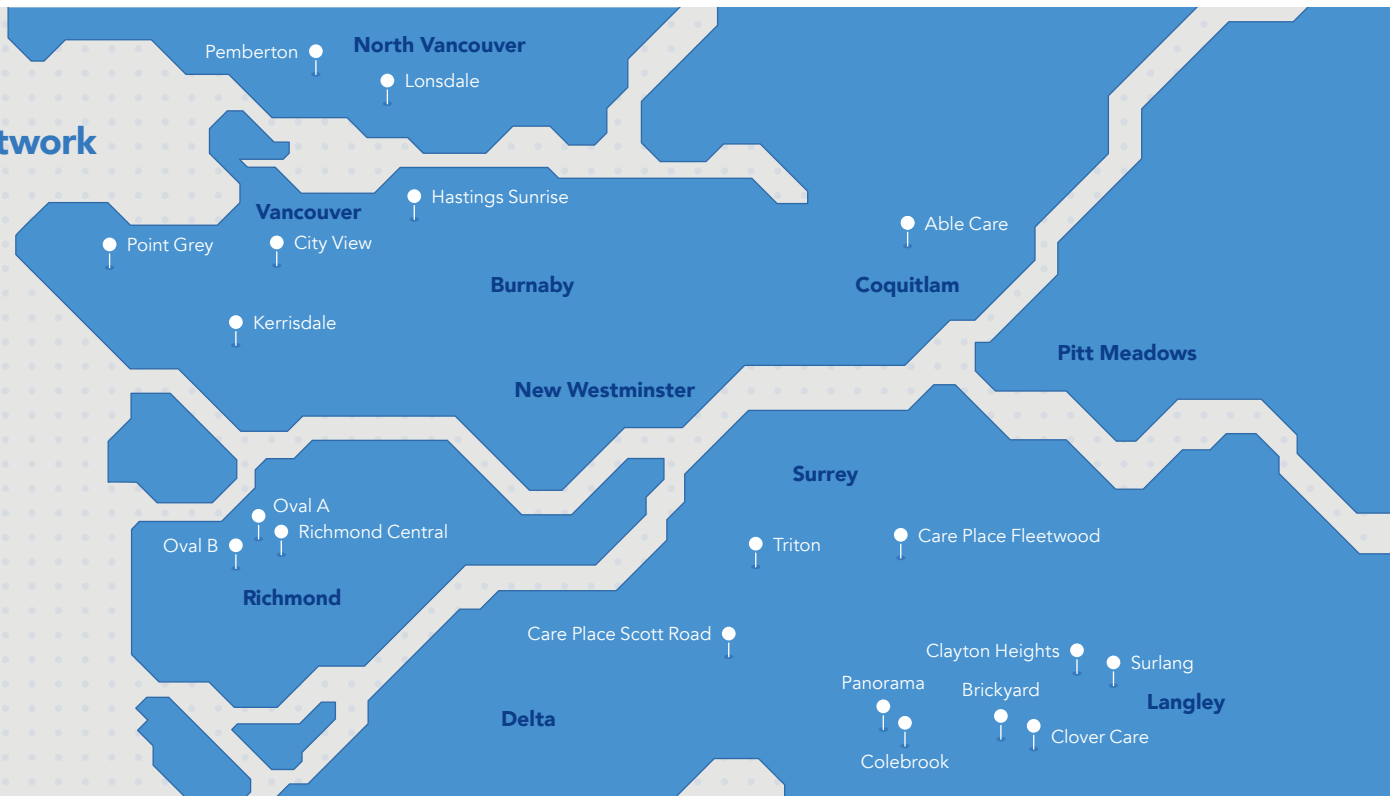 Pemberton
North Vancouver
Lonsdale
twork
Hastings Sunrise
Vancouver
Point Grey
City View
Able Care
Burnaby
Coquitlam
Kerrisdale
Pitt Meadows
New Westminster
Surrey
Oval A
Richmond Central
Oval B
Triton
Care Place Fleetwood
Richmond
Care Place Scott Road
Clayton Heights
Surlang
Panorama
Brickyard
Langley
Delta
Clover Care
Colebrook